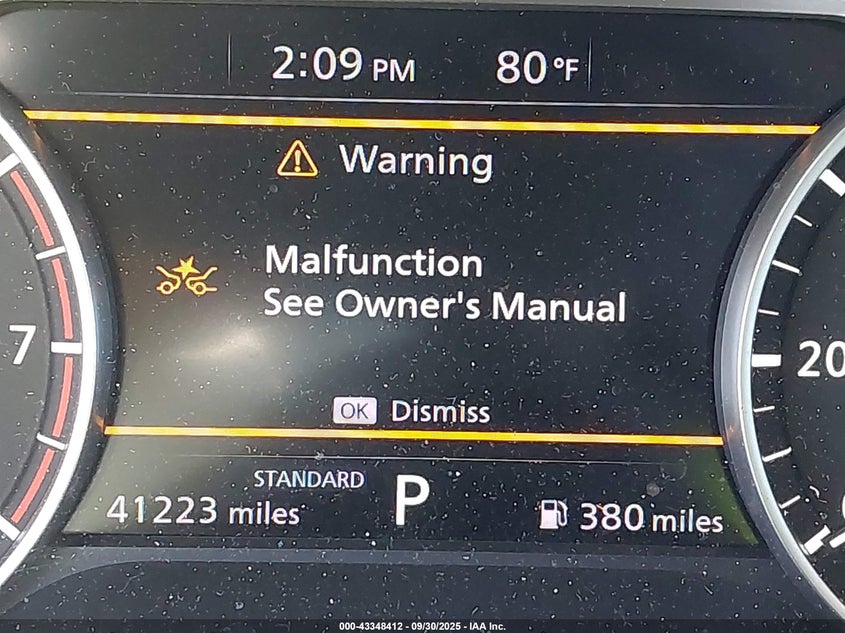 2:09 PM 80 °F
Warning
Malfunction
See Owner's Manual
7
20
OK Dismiss
STANDARD
P
41223 miles
380 miles
000-43348412 - 09/30/2025 - IAA Inc.